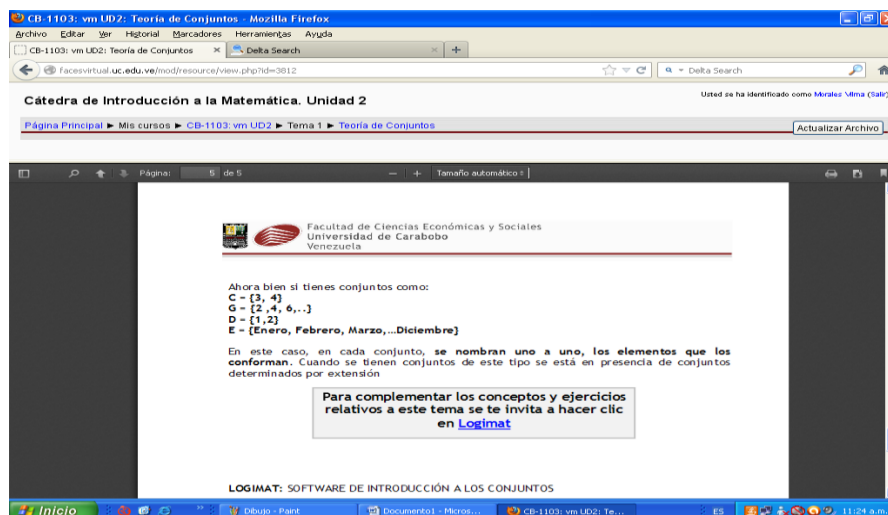 CB-1103: vm UD2: Teoría de Conjuntos - Mozilla Firefox
Archivo Editar Ver Historial Marcadores Herramientas Ayuda
CB-1103: vm UD2: Teoría de Conjuntos × Delta Search × +
facesvirtual.uc.edu.ve/mod/resource/view.php?id=3812 Delta Search
Cátedra de Introducción a la Matemática. Unidad 2
Usted se ha identificado como Morales Vilma (Salir)
Página Principal ► Mis cursos ► CB-1103: vm UD2 ► Tema 1 ► Teoría de Conjuntos
Actualizar Archivo
Página: 5 de 5 — + Tamaño automático
Facultad de Ciencias Económicas y Sociales
Universidad de Carabobo
Venezuela
Ahora bien si tienes conjuntos como:
C = {3, 4}
G = {2 ,4, 6,..}
D = {1,2}
E = {Enero, Febrero, Marzo,...Diciembre}
En este caso, en cada conjunto, se nombran uno a uno, los elementos que los
conforman. Cuando se tienen conjuntos de este tipo se está en presencia de conjuntos
determinados por extensión
Para complementar los conceptos y ejercicios
relativos a este tema se te invita a hacer clic
en Logimat
LOGIMAT: SOFTWARE DE INTRODUCCIÓN A LOS CONJUNTOS
Inicio » Dibujo - Paint Documento1 - Micros... CB-1103: vm UD2: Te... ES 11:24 a.m.